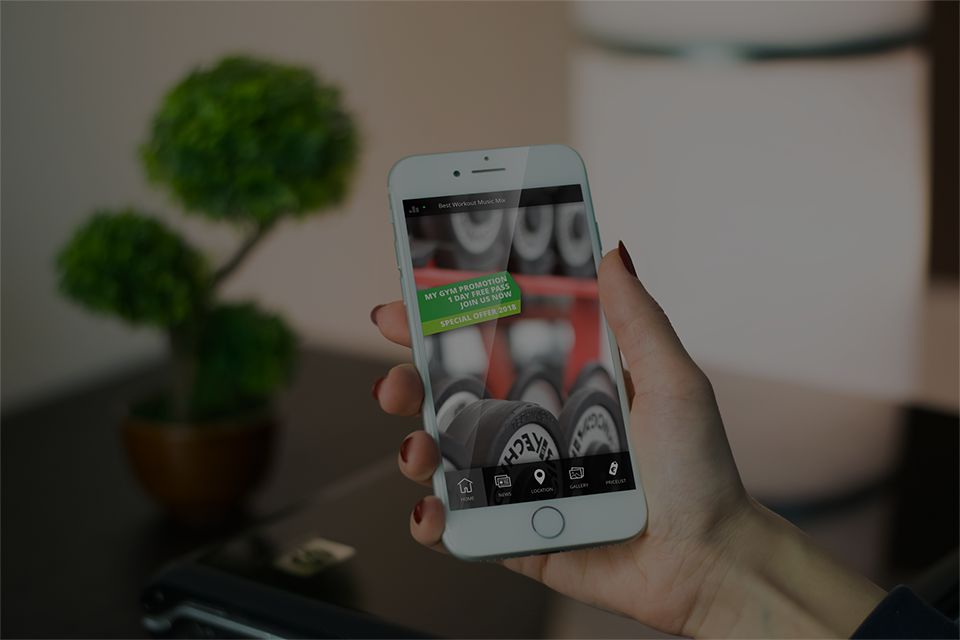 Best Workout Music Mix
MY GYM PROMOTION
1 DAY FREE PASS
JOIN US NOW
SPECIAL OFFER 2018
HOME
NEWS
LOCATION
GALLERY
PRICELIST